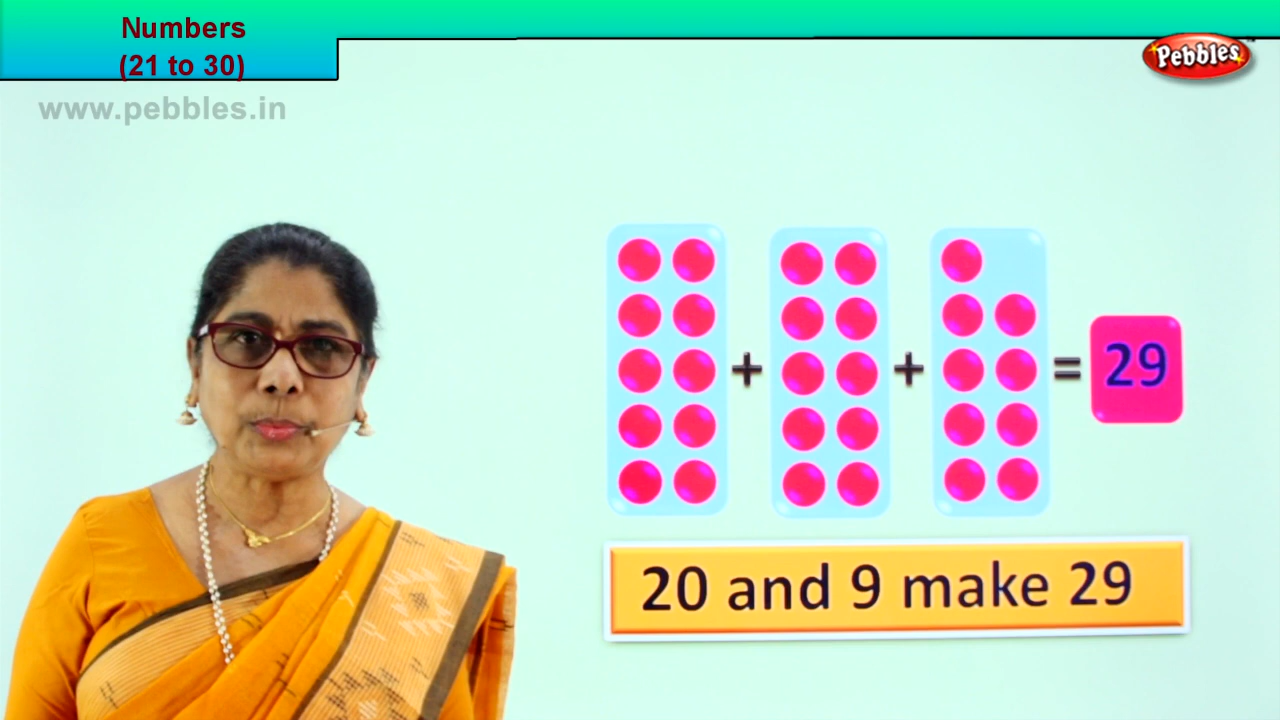 Numbers
(21 to 30)
Pebbles
www.pebbles.in
+ + = 29
20 and 9 make 29